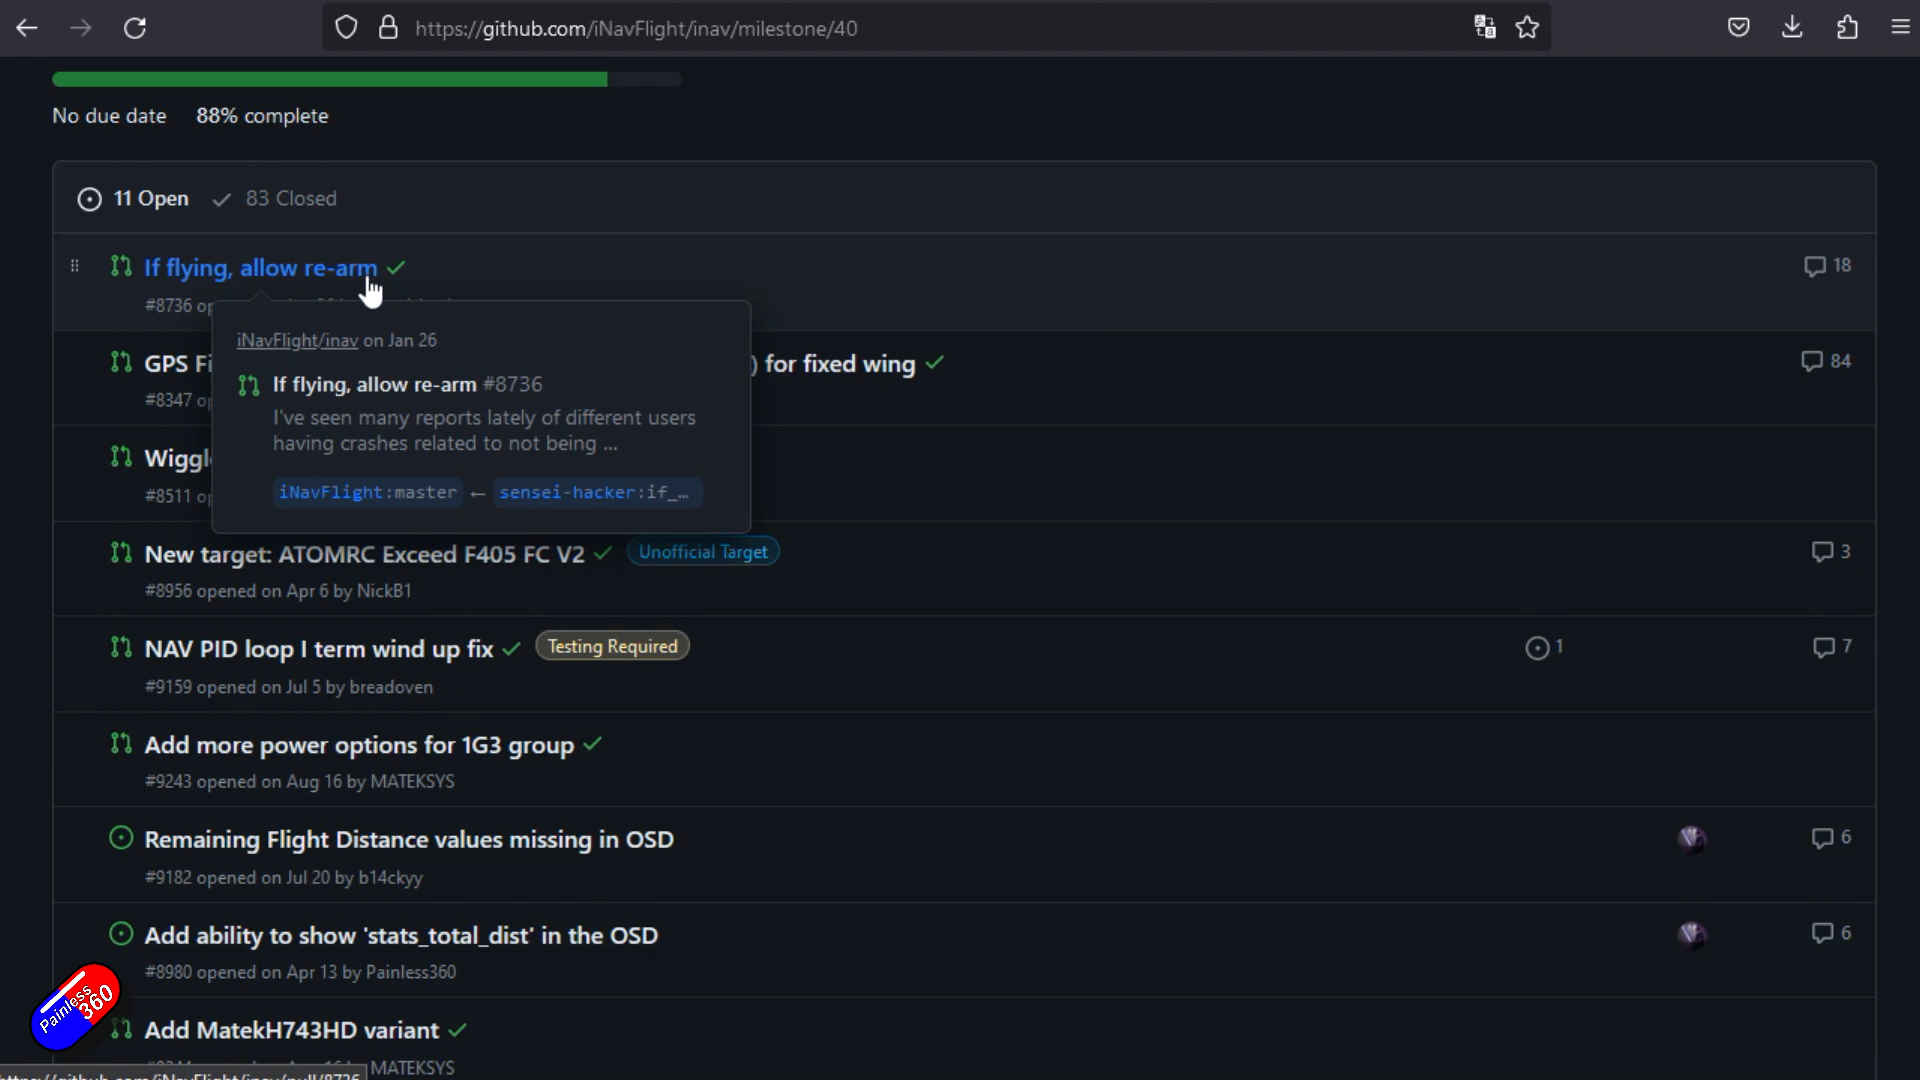 https://github.com/iNavFlight/inav/milestone/40
No due date 88% complete
11 Open 83 Closed
If flying, allow re-arm 18
#8736 op
iNavFlight/inav on Jan 26
If flying, allow re-arm #8736
I've seen many reports lately of different users
having crashes related to not being ...
iNavFlight:master ← sensei-hacker:if_...
GPS Fi ) for fixed wing 84
#8347 op
Wiggl
#8511 op
New target: ATOMRC Exceed F405 FC V2 Unofficial Target 3
#8956 opened on Apr 6 by NickB1
NAV PID loop I term wind up fix Testing Required 1 7
#9159 opened on Jul 5 by breadoven
Add more power options for 1G3 group
#9243 opened on Aug 16 by MATEKSYS
Remaining Flight Distance values missing in OSD 6
#9182 opened on Jul 20 by b14ckyy
Add ability to show 'stats_total_dist' in the OSD 6
#8980 opened on Apr 13 by Painless360
Painless
360
Add MatekH743HD variant
MATEKSYS